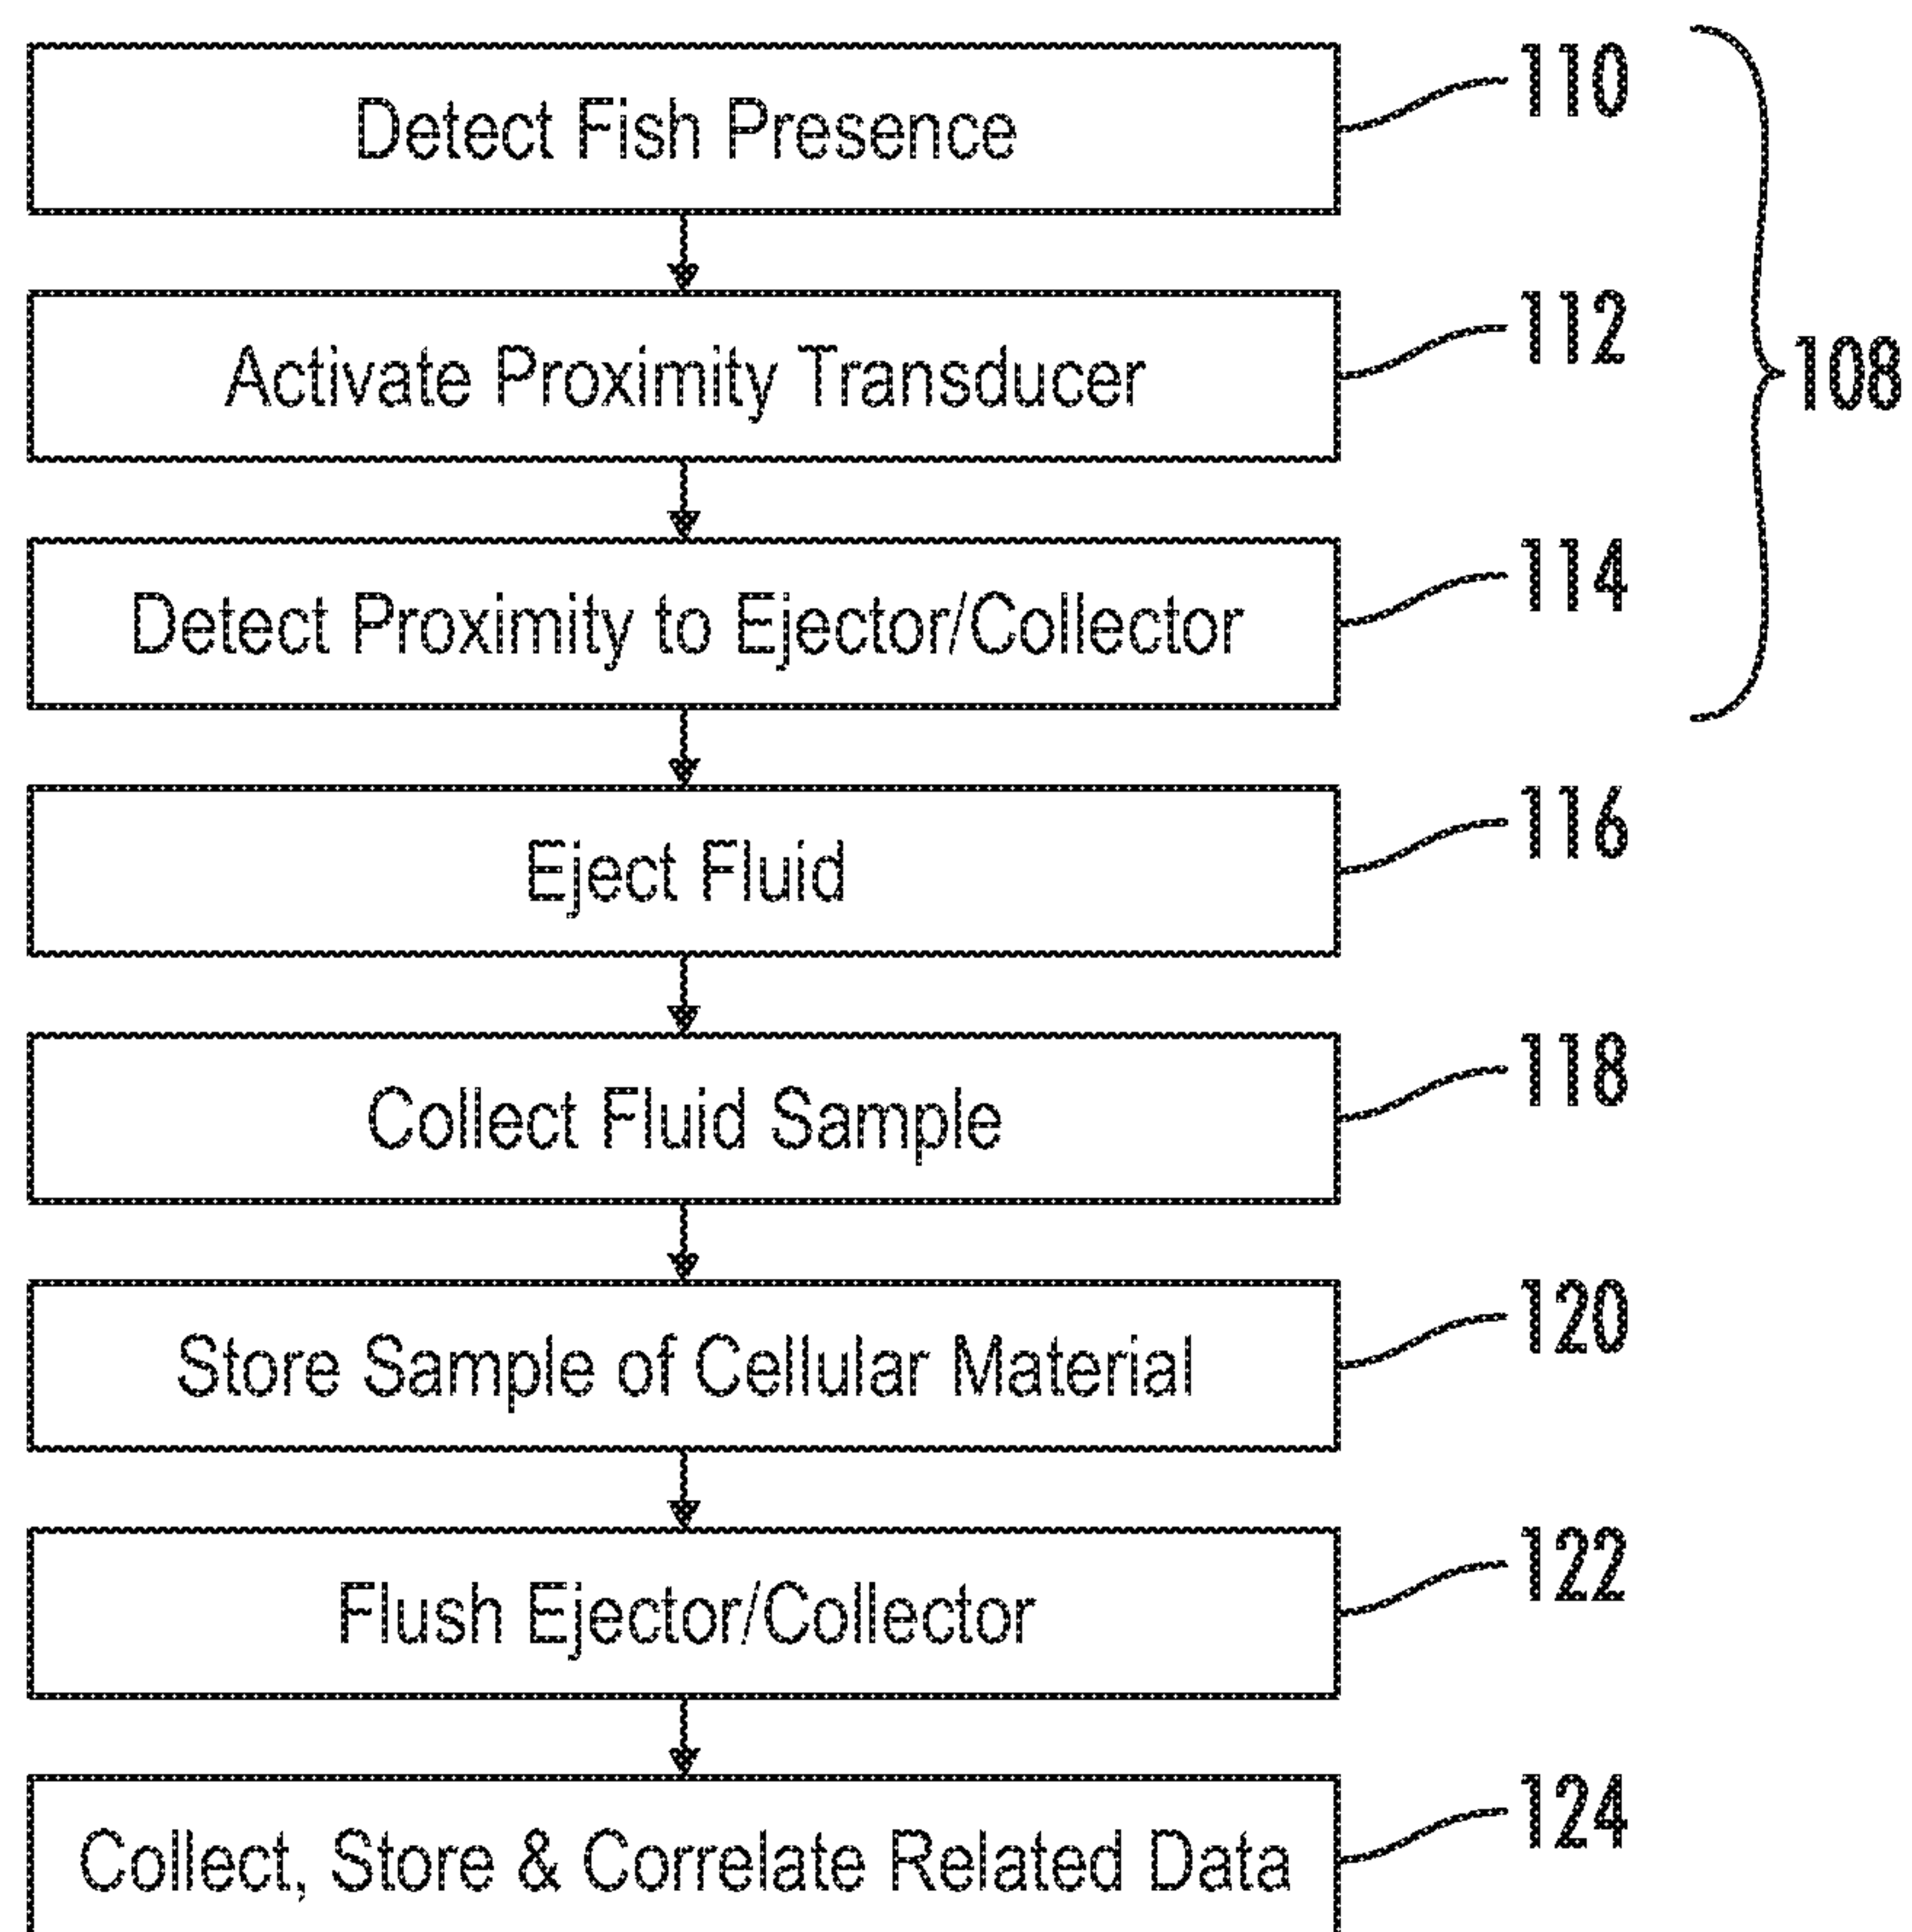 Detect Fish Presence
110
Activate Proximity Transducer
112
108
Detect Proximity to Ejector/Collector
114
Eject Fluid
116
Collect Fluid Sample
118
Store Sample of Cellular Material
120
Flush Ejector/Collector
122
Collect, Store & Correlate Related Data
124